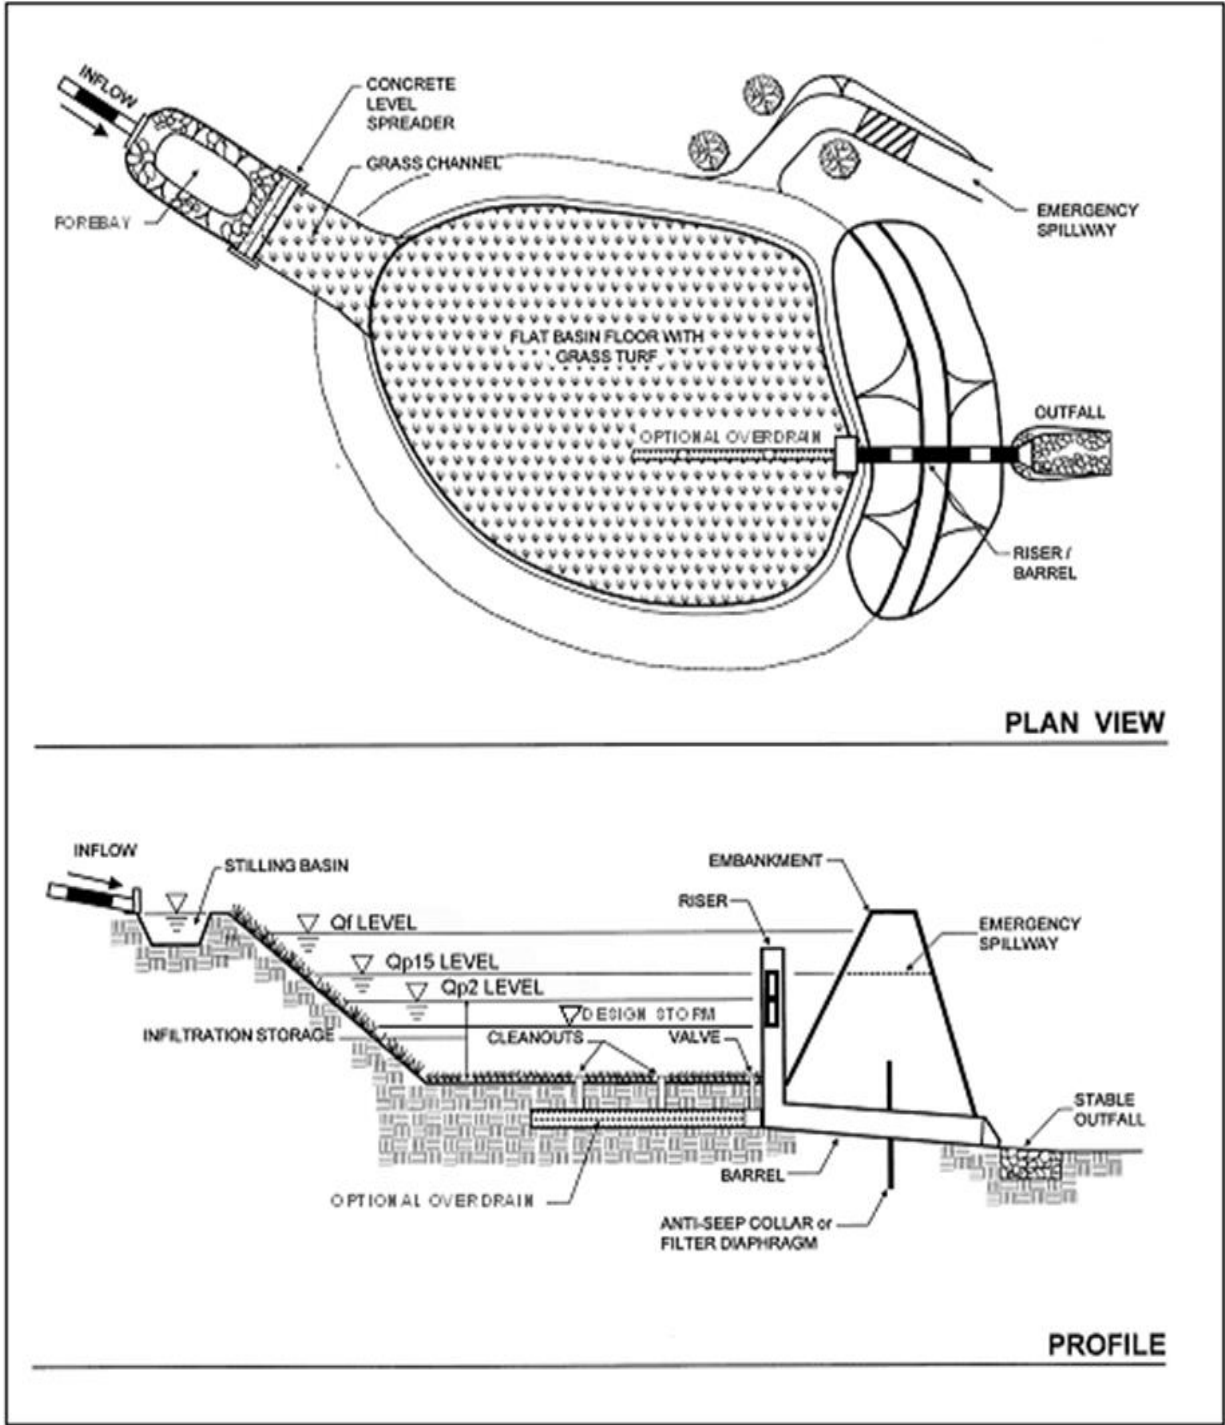 INFLOW
CONCRETE
LEVEL
SPREADER
GRASS CHANNEL
FOREBAY
EMERGENCY
SPILLWAY
FLAT BASIN FLOOR WITH
GRASS TURF
OPTIONAL OVERDRAIN
OUTFALL
RISER /
BARREL
PLAN VIEW
INFLOW
STILLING BASIN
EMBANKMENT
RISER
Qf LEVEL
EMERGENCY
SPILLWAY
Qp15 LEVEL
Qp2 LEVEL
DESIGN STORM
INFILTRATION STORAGE
CLEANOUTS
VALVE
STABLE
OUTFALL
BARREL
OPTIONAL OVERDRAIN
ANTI-SEEP COLLAR or
FILTER DIAPHRAGM
PROFILE